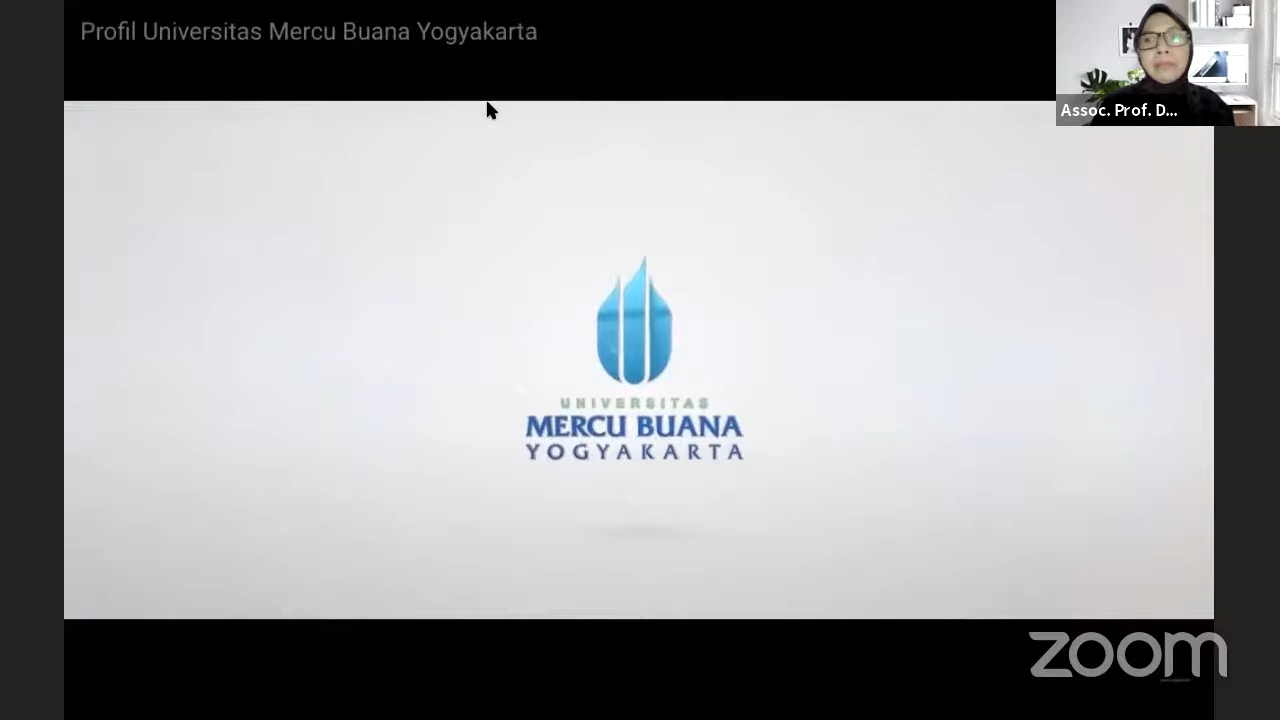 Profil Universitas Mercu Buana Yogyakarta
Assoc. Prof. D...
UNIVERSITAS
MERCU BUANA
YOGYAKARTA
zoom